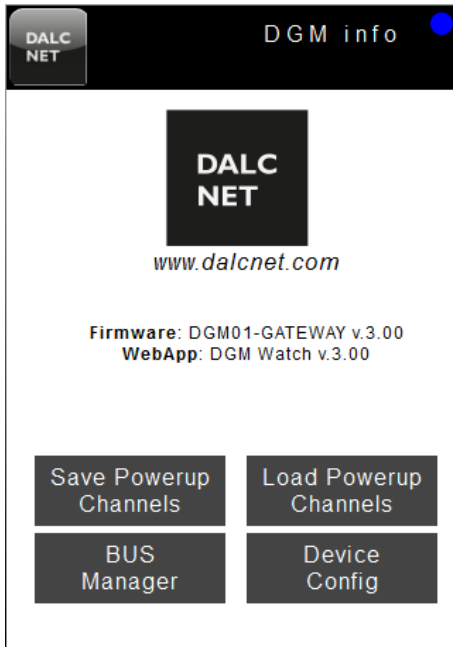 DALC
NET
DGM info
DALC
NET
www.dalcnet.com
Firmware: DGM01-GATEWAY v.3.00
WebApp: DGM Watch v.3.00
Save Powerup
Channels
Load Powerup
Channels
BUS
Manager
Device
Config